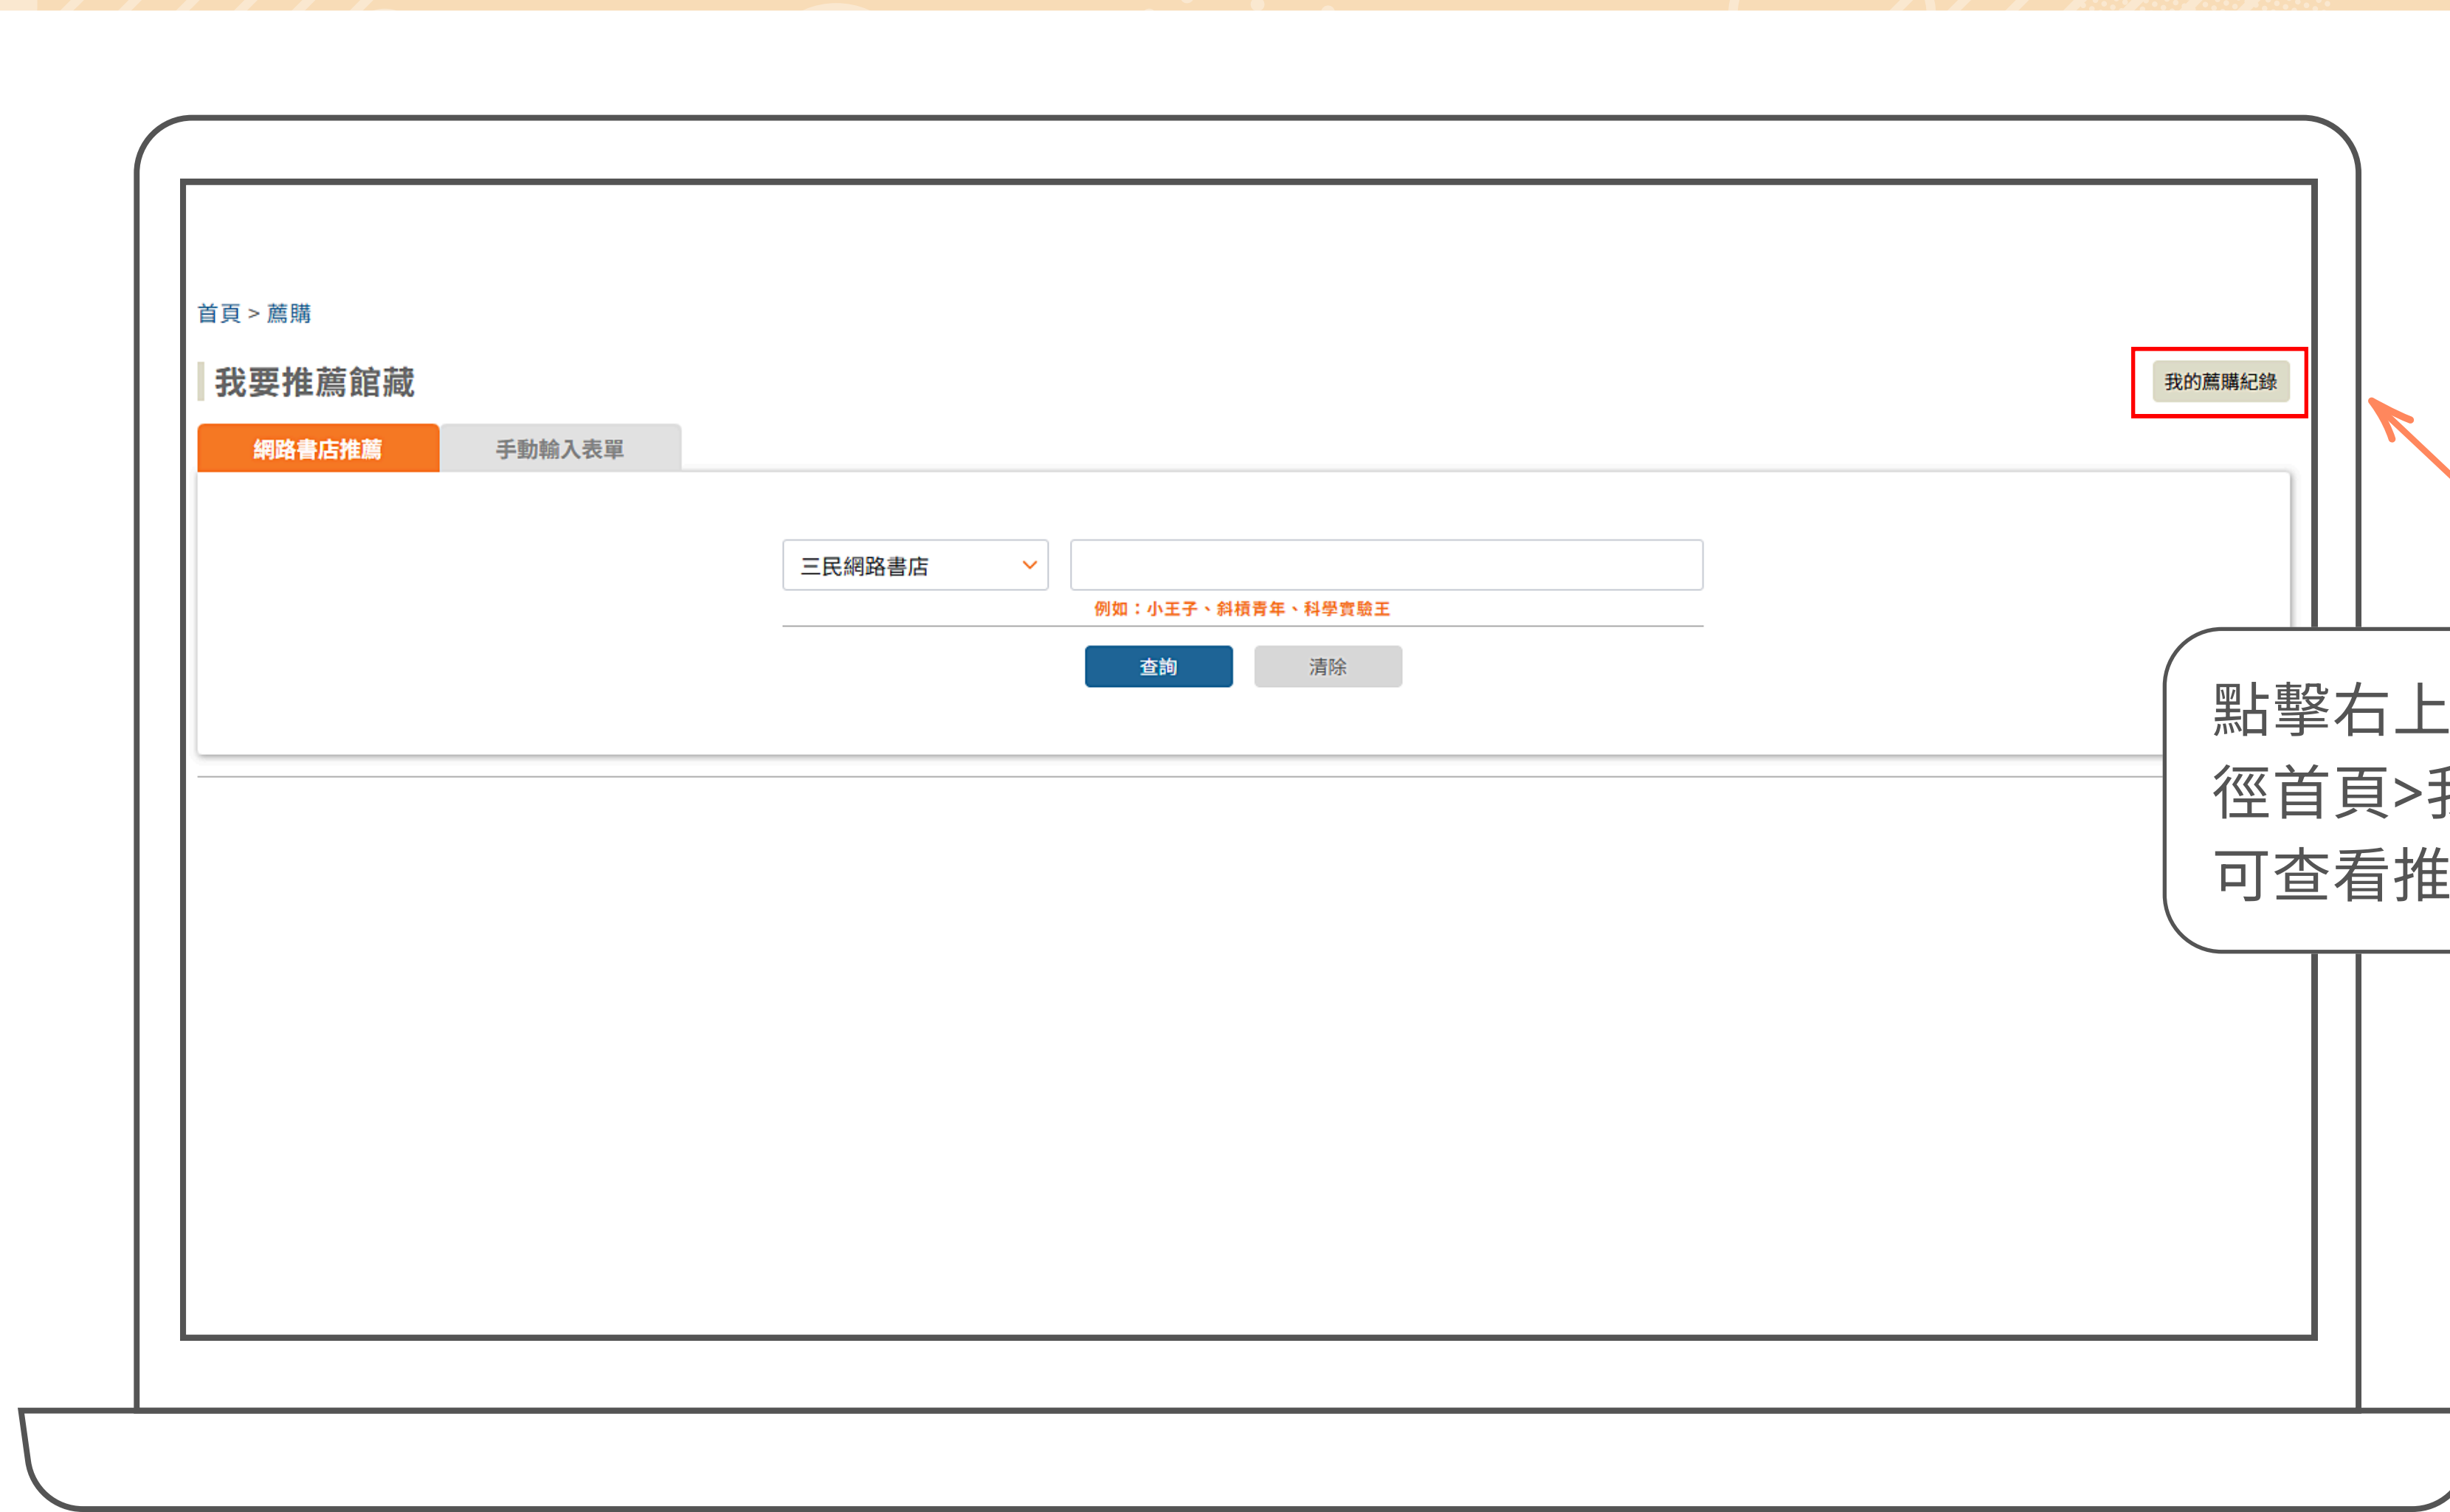 首頁 > 薦購
我要推薦館藏
我的薦購紀錄
網路書店推薦
手動輸入表單
三民網路書店
例如：小王子、斜槓青年、科學實驗王
查詢
清除
點擊右上
徑首頁>我
可查看推